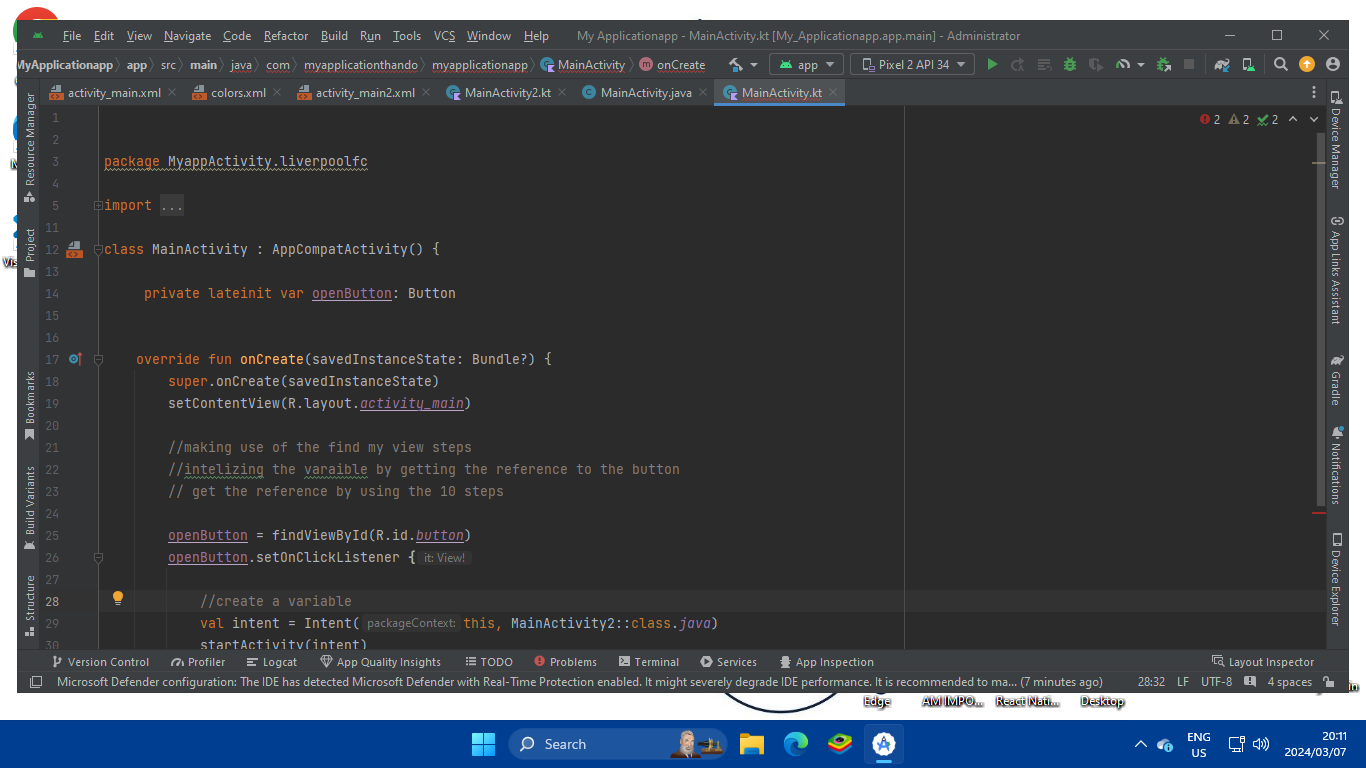 File Edit View Navigate Code Refactor Build Run Tools VCS Window Help My Applicationapp - MainActivity.kt [My_Applicationapp.app.main] - Administrator
MyApplicationapp app src main java com myapplicationthando myapplicationapp MainActivity onCreate app Pixel 2 API 34
activity_main.xml colors.xml activity_main2.xml MainActivity2.kt MainActivity.java MainActivity.kt
Resource Manager
Project
Bookmarks
Build Variants
Structure
2 2 2
1
2
3 package MyappActivity.liverpoolfc
4
5 import ...
11
12 class MainActivity : AppCompatActivity() {
13
14 private lateinit var openButton: Button
15
16
17 override fun onCreate(savedInstanceState: Bundle?) {
18 super.onCreate(savedInstanceState)
19 setContentView(R.layout.activity_main)
20
21 //making use of the find my view steps
22 //intelizing the varaible by getting the reference to the button
23 // get the reference by using the 10 steps
24
25 openButton = findViewById(R.id.button)
26 openButton.setOnClickListener { it: View!
27
28 //create a variable
29 val intent = Intent( packageContext: this, MainActivity2::class.java)
30 startActivity(intent)
Device Manager
App Links Assistant
Gradle
Notifications
Device Explorer
Version Control Profiler Logcat App Quality Insights TODO Problems Terminal Services App Inspection Layout Inspector
Microsoft Defender configuration: The IDE has detected Microsoft Defender with Real-Time Protection enabled. It might severely degrade IDE performance. It is recommended to ma... (7 minutes ago) 28:32 LF UTF-8 4 spaces
Edge AM IMPO... React Nati... Desktop
Search
ENG
US
20:11
2024/03/07